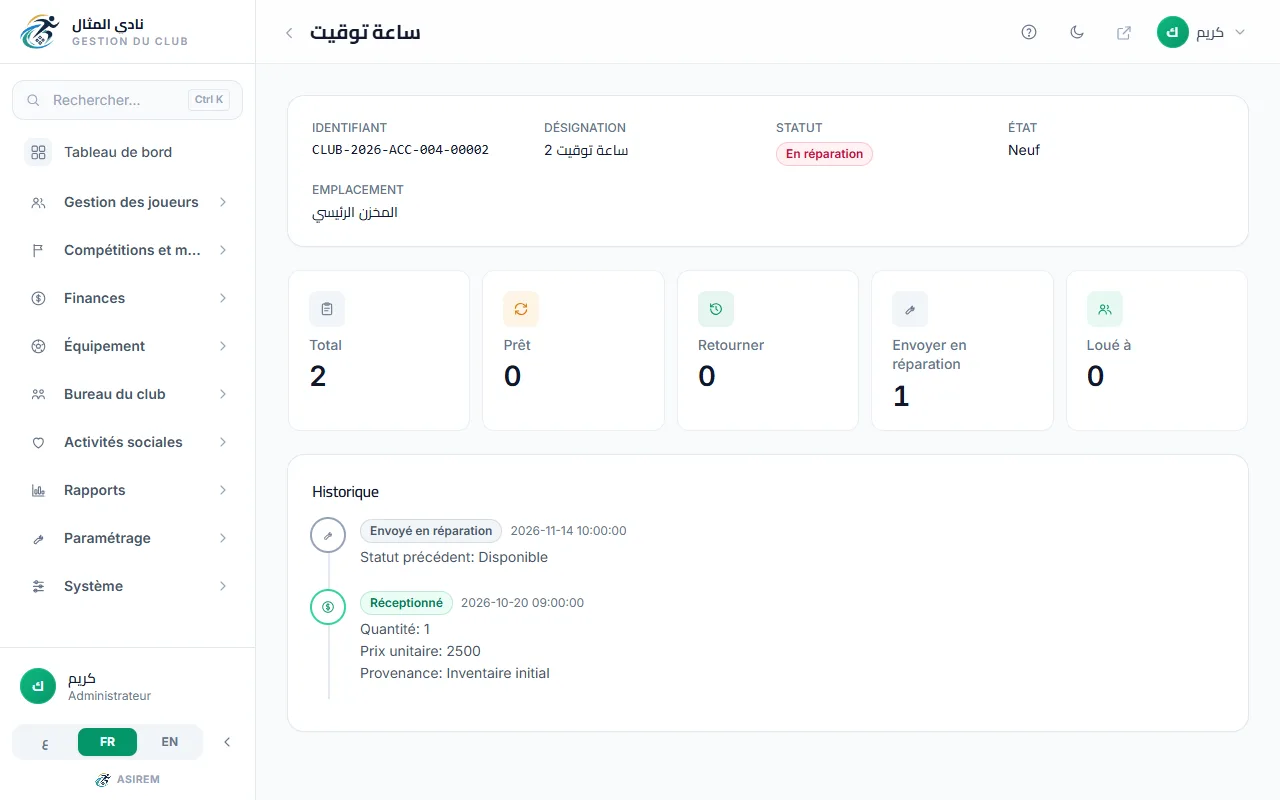 نادي المثال
GESTION DU CLUB
ساعة توقيت
ك
كريم
Rechercher...
Ctrl K
Tableau de bord
Gestion des joueurs
Compétitions et m...
Finances
Équipement
Bureau du club
Activités sociales
Rapports
Paramétrage
Système
ك
كريم
Administrateur
ع
FR
EN
ASIREM
IDENTIFIANT
CLUB-2026-ACC-004-00002
DÉSIGNATION
ساعة توقيت 2
STATUT
En réparation
ÉTAT
Neuf
EMPLACEMENT
المخزن الرئيسي
Total
2
Prêt
0
Retourner
0
Envoyer en
réparation
1
Loué à
0
Historique
Envoyé en réparation 2026-11-14 10:00:00
Statut précédent: Disponible
Réceptionné 2026-10-20 09:00:00
Quantité: 1
Prix unitaire: 2500
Provenance: Inventaire initial